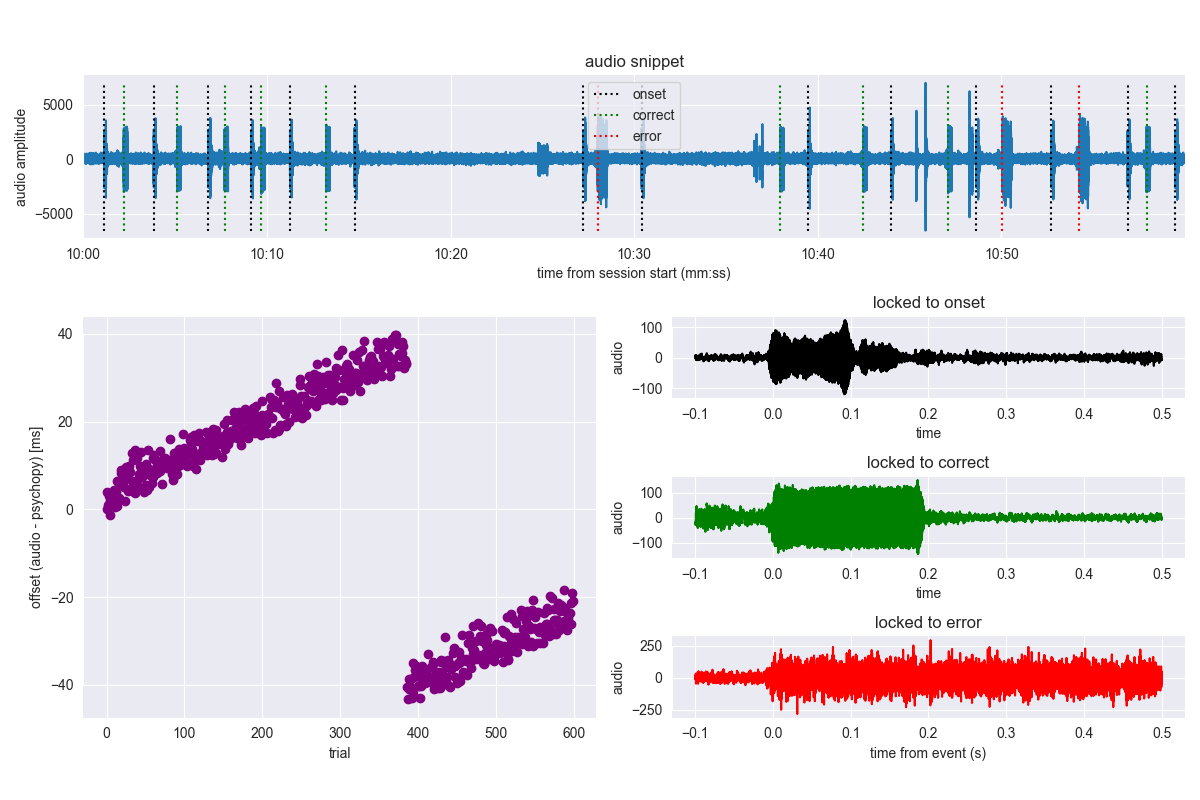 audio snippet
audio amplitude
5000
0
−5000
onset
correct
error
10:00 10:10 10:20 10:30 10:40 10:50
time from session start (mm:ss)
offset (audio - psychopy) [ms]
40
20
0
−20
−40
0 100 200 300 400 500 600
trial
locked to onset
audio
100
0
−100
−0.1 0.0 0.1 0.2 0.3 0.4 0.5
time
locked to correct
audio
100
0
−100
−0.1 0.0 0.1 0.2 0.3 0.4 0.5
time
locked to error
audio
250
0
−250
−0.1 0.0 0.1 0.2 0.3 0.4 0.5
time from event (s)